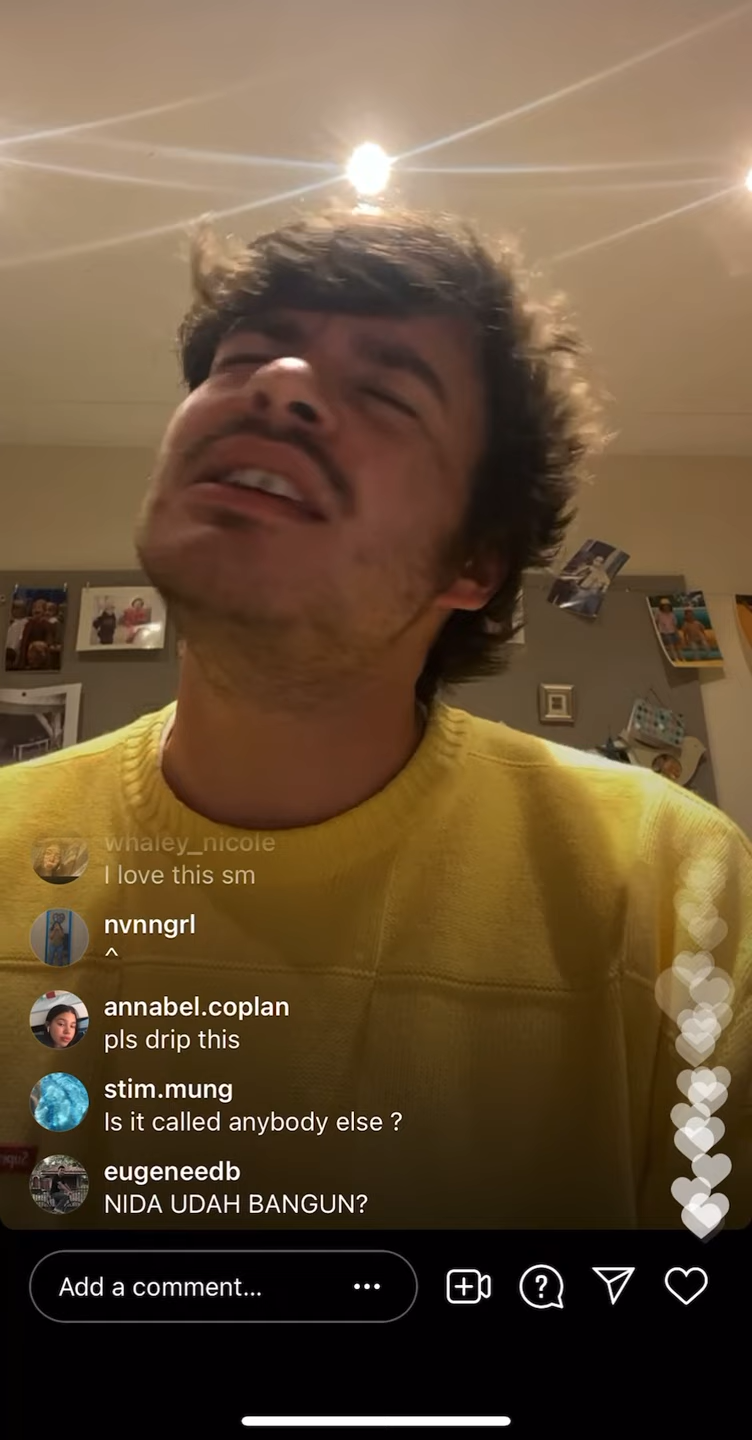 whaley_nicole
I love this sm
nvnngrl
^
annabel.coplan
pls drip this
stim.mung
Is it called anybody else ?
eugeneedb
NIDA UDAH BANGUN?
Add a comment...